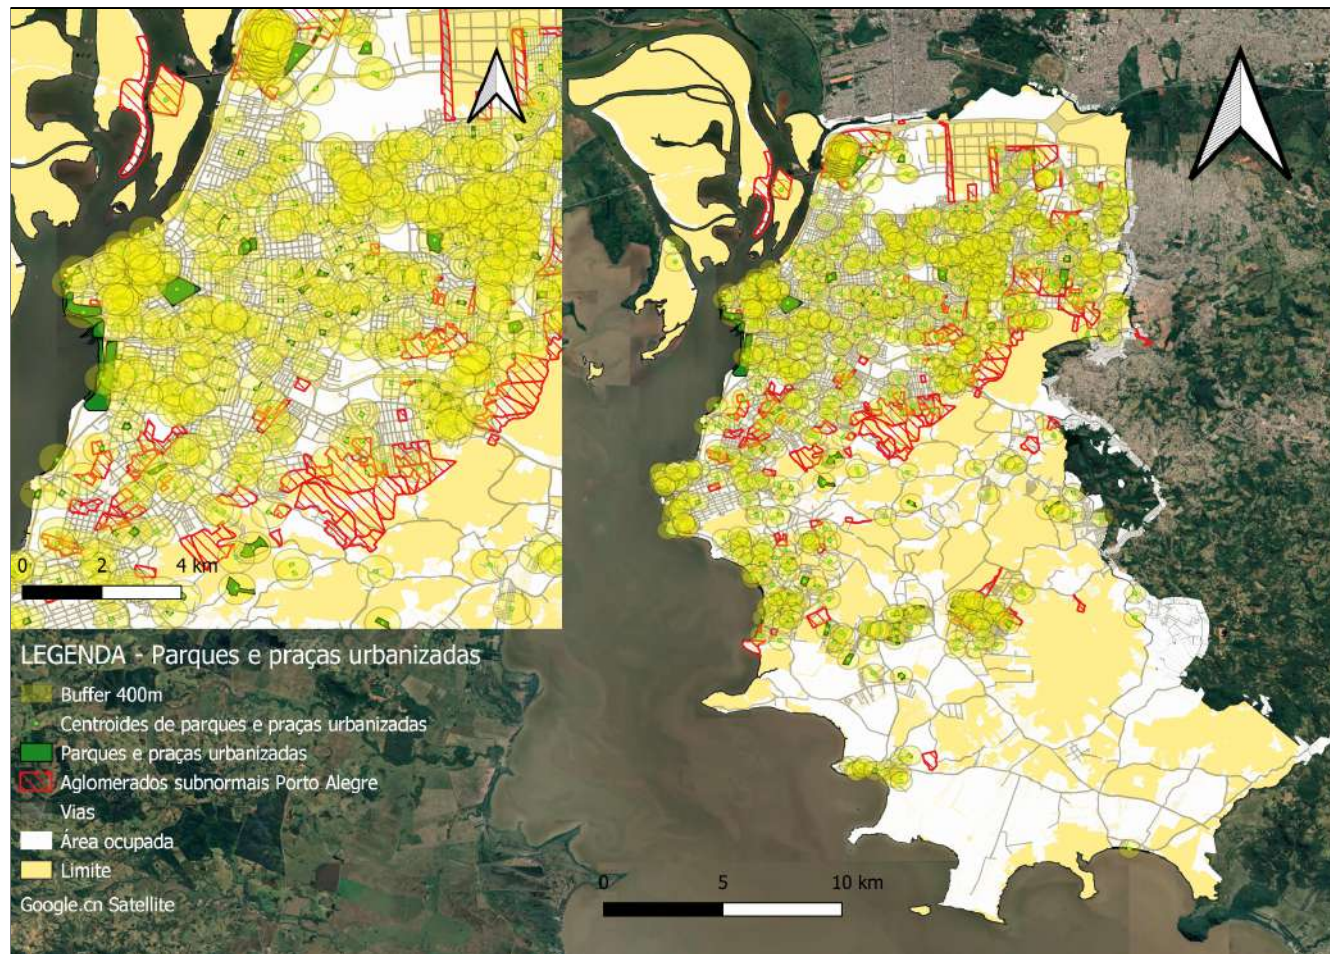 0 2 4 km
LEGENDA - Parques e praças urbanizadas
Buffer 400m
Centroides de parques e praças urbanizadas
Parques e praças urbanizadas
Aglomerados subnormais Porto Alegre
Vias
Área ocupada
Limite
Google.cn Satellite
0 5 10 km